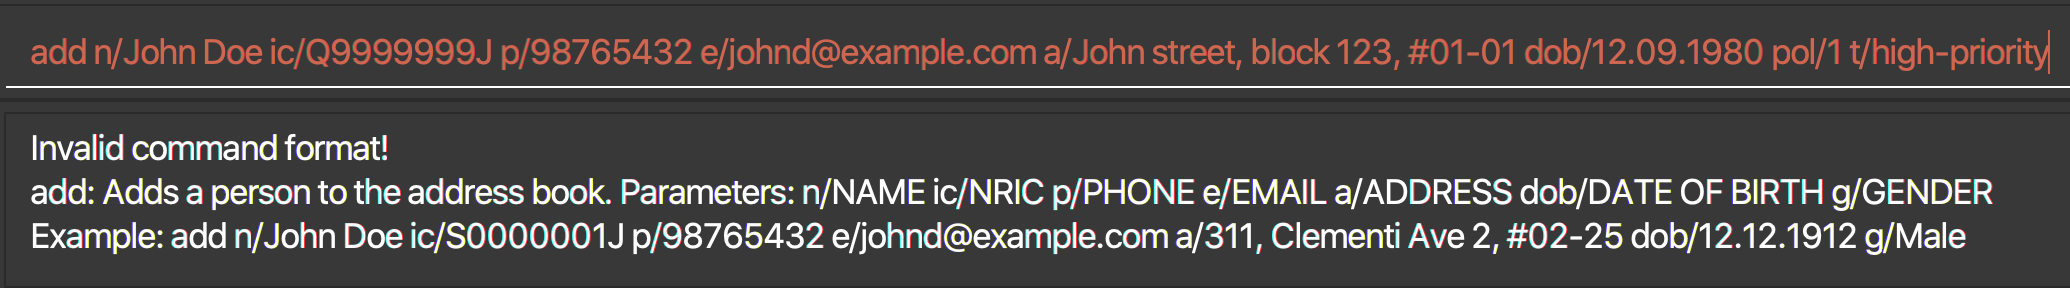 add n/John Doe ic/Q9999999J p/98765432 e/johnd@example.com a/John street, block 123, #01-01 dob/12.09.1980 pol/1 t/high-priority
Invalid command format!
add: Adds a person to the address book. Parameters: n/NAME ic/NRIC p/PHONE e/EMAIL a/ADDRESS dob/DATE OF BIRTH g/GENDER
Example: add n/John Doe ic/S0000001J p/98765432 e/johnd@example.com a/311, Clementi Ave 2, #02-25 dob/12.12.1912 g/Male